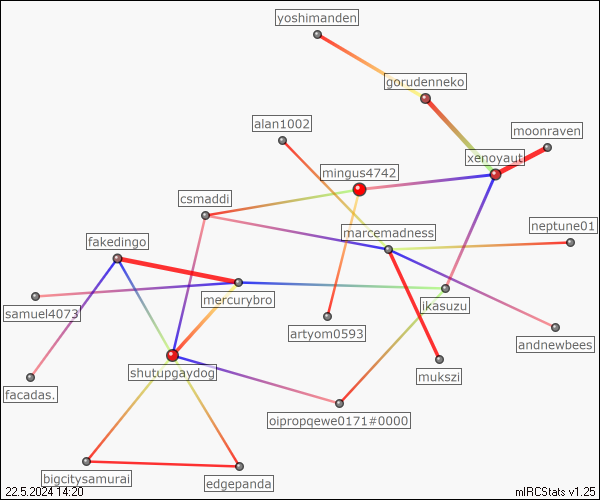 yoshimanden
gorudenneko
alan1002
moonraven
xenoyaut
mingus4742
csmaddi
neptune01
marcemadness
fakedingo
mercurybro
ikasuzu
samuel4073
artyom0593
andnewbees
shutupgaydog
mukszi
facadas.
oipropqewe0171#0000
bigcitysamurai
edgepanda
22.5.2024 14:20
mIRCStats v1.25